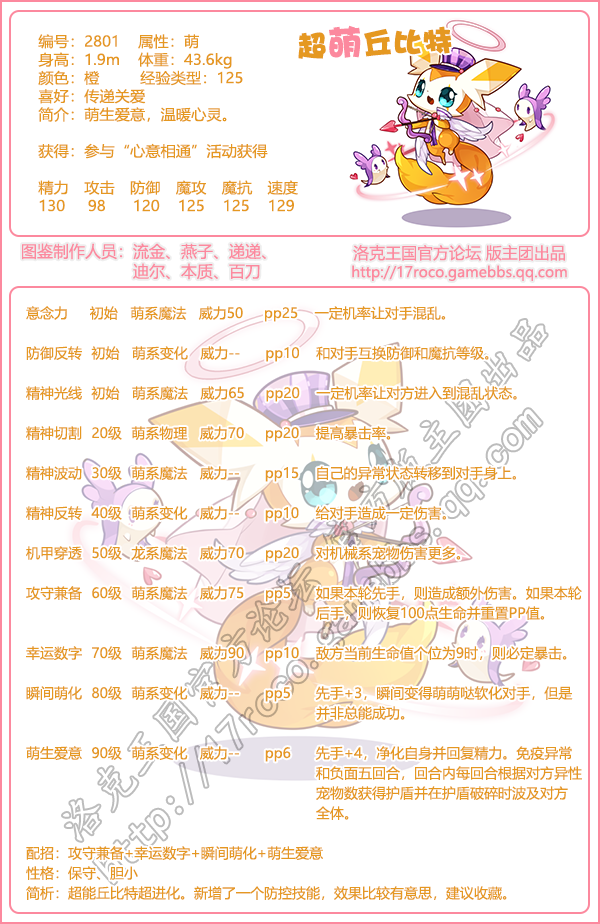 超萌丘比特
编号：2801 属性：萌
身高：1.9m 体重：43.6kg
颜色：橙 经验类型：125
喜好：传递关爱
简介：萌生爱意，温暖心灵。
获得：参与“心意相通”活动获得
精力 攻击 防御 魔攻 魔抗 速度
130 98 120 125 125 129
图鉴制作人员：流金、燕子、递递、
迪尔、本质、百刀
洛克王国官方论坛 版主团出品
http://17roco.gamebbs.qq.com
意念力 初始 萌系魔法 威力50 pp25 一定机率让对手混乱。
防御反转 初始 萌系变化 威力-- pp10 和对手互换防御和魔抗等级。
精神光线 初始 萌系魔法 威力65 pp20 一定机率让对方进入到混乱状态。
精神切割 20级 萌系物理 威力70 pp20 提高暴击率。
精神波动 30级 萌系魔法 威力-- pp15 自己的异常状态转移到对手身上。
精神反转 40级 萌系变化 威力-- pp10 给对手造成一定伤害。
机甲穿透 50级 龙系魔法 威力70 pp20 对机械系宠物伤害更多。
攻守兼备 60级 萌系魔法 威力75 pp5 如果本轮先手，则造成额外伤害。如果本轮
后手，则恢复100点生命并重置PP值。
幸运数字 70级 萌系魔法 威力90 pp10 敌方当前生命值个位为9时，则必定暴击。
瞬间萌化 80级 萌系变化 威力-- pp5 先手+3，瞬间变得萌萌哒软化对手，但是
并非总能成功。
萌生爱意 90级 萌系变化 威力-- pp6 先手+4，净化自身并回复精力。免疫异常
和负面五回合，回合内每回合根据对方异性
宠物数获得护盾并在护盾破碎时波及对方
全体。
配招：攻守兼备+幸运数字+瞬间萌化+萌生爱意
性格：保守、胆小
简析：超能丘比特超进化。新增了一个防控技能，效果比较有意思，建议收藏。
洛克王国官方论坛 版主团出品
http://17roco.gamebbs.qq.com